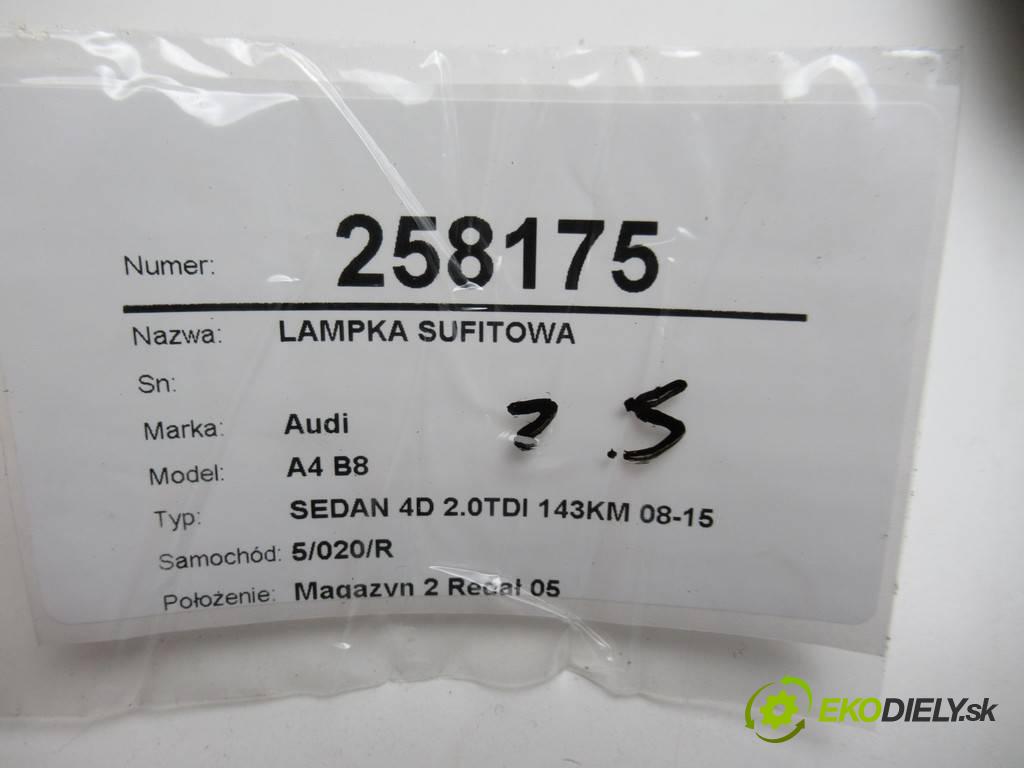 Numer: 258175
Nazwa: LAMPKA SUFITOWA
Sn:
Marka: Audi
Model: A4 B8
Typ: SEDAN 4D 2.0TDI 143KM 08-15
Samochód: 5/020/R
Położenie: Magazyn 2 Regał 05
EKODIELY.sk